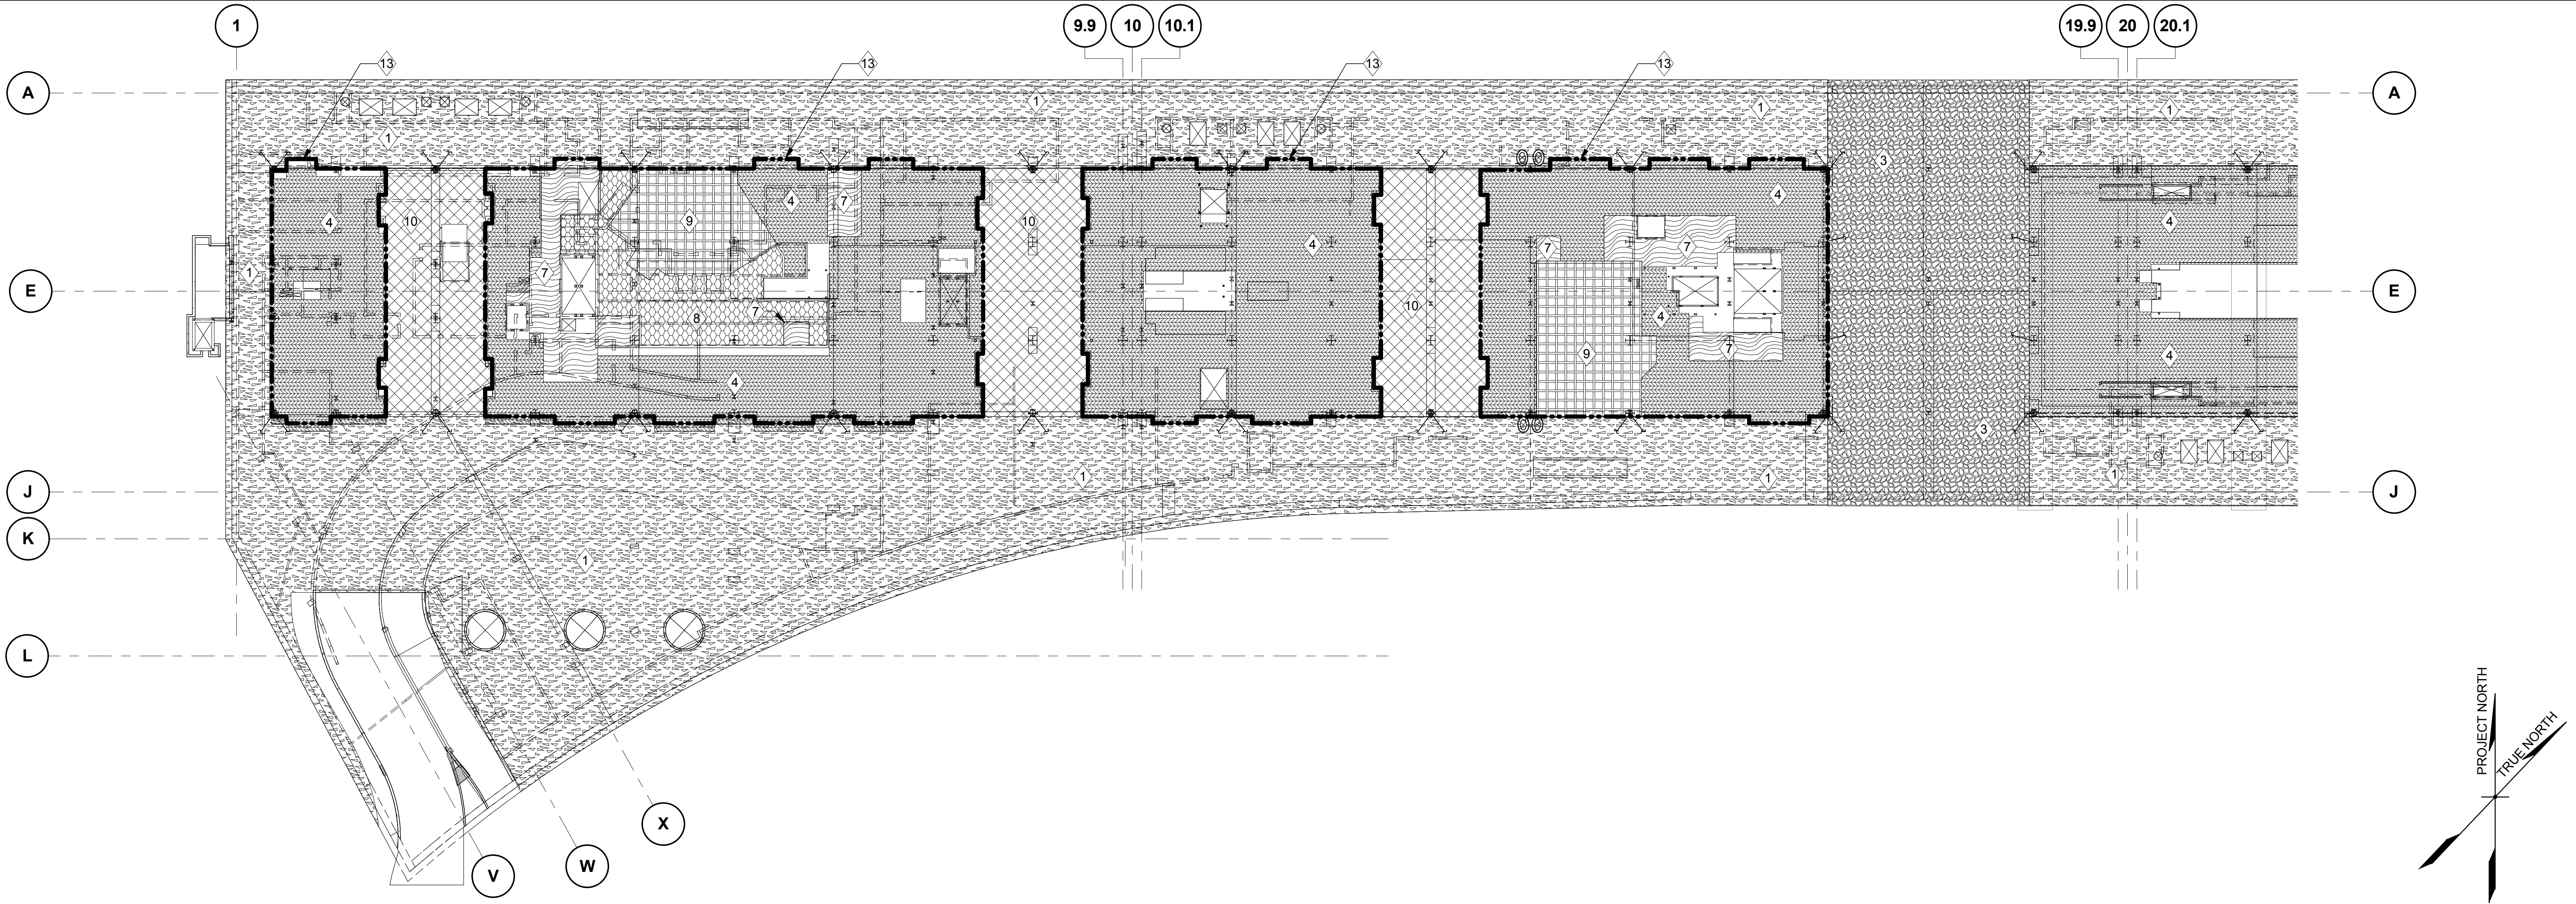 1
9.9 10 10.1
19.9 20 20.1
13 13 13 13
A A
1 1 1
1
3
4 10 9 4 7 10 4 4 4
7 7
1 7
E E
10
8 7
4
9 7 4
4
3
1 1 1
J J
K
1
L
X
W
V
PROJECT NORTH
TRUE NORTH